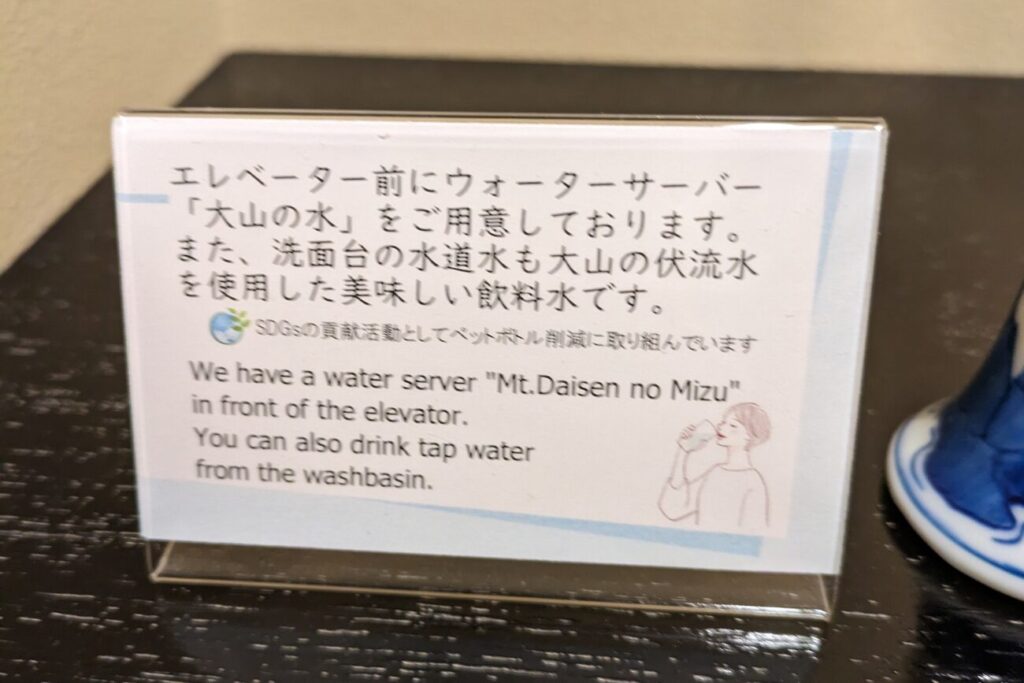 エレベーター前にウォーターサーバー
「大山の水」をご用意しております。
また、洗面台の水道水も大山の伏流水
を使用した美味しい飲料水です。
SDGsの貢献活動としてペットボトル削減に取り組んでいます
We have a water server "Mt.Daisen no Mizu"
in front of the elevator.
You can also drink tap water
from the washbasin.